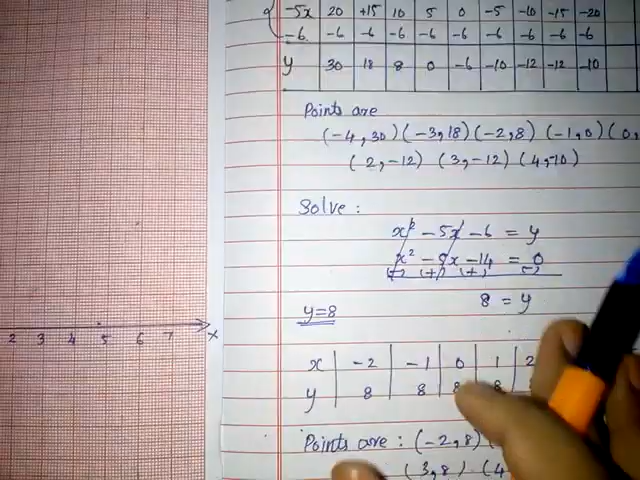 -5x 20 +15 10 5 0 -5 -10 -15 -20
-6 -6 -6 -6 -6 -6 -6 -6 -6 -6
y 30 18 8 0 -6 -10 -12 -12 -10
Points are
(-4, 30) (-3, 18) (-2, 8) (-1, 0) (0,
(2, -12) (3, -12) (4, -10)
Solve :
x² - 5x - 6 = y
x² - 5x - 14 = 0
(-) (+) (+) (-)
8 = y
y = 8
x -2 -1 0 1 2
y 8 8 8 8
Points are : (-2, 8)
(3, 8) (4
2 3 4 5 6 7 x